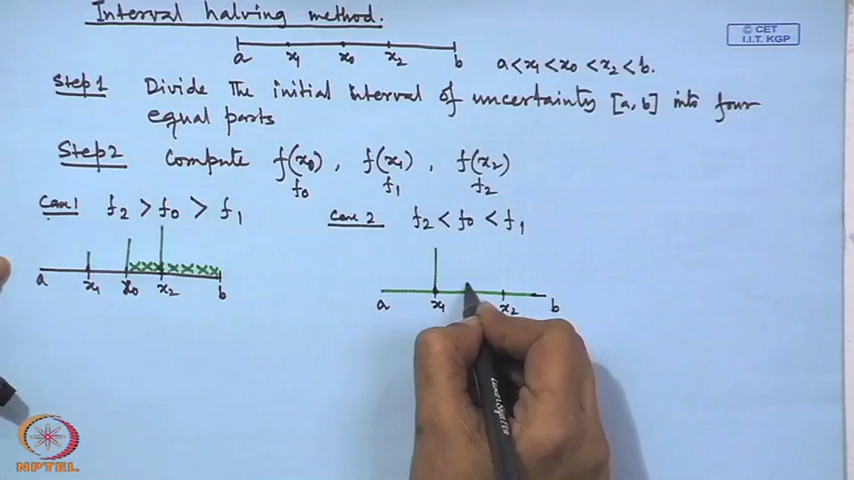 Interval halving method.
© CET
I.I.T. KGP
a x1 x0 x2 b
a<x1<x0<x2<b.
Step 1 Divide The initial interval of uncertainty [a, b] into four
equal parts
Step 2 Compute f(x0), f(x1), f(x2)
f0 f1 f2
Case 1 f2 > f0 > f1
Case 2 f2 < f0 < f1
a x1 x0 x2 b
a x1 x2 b
NPTEL